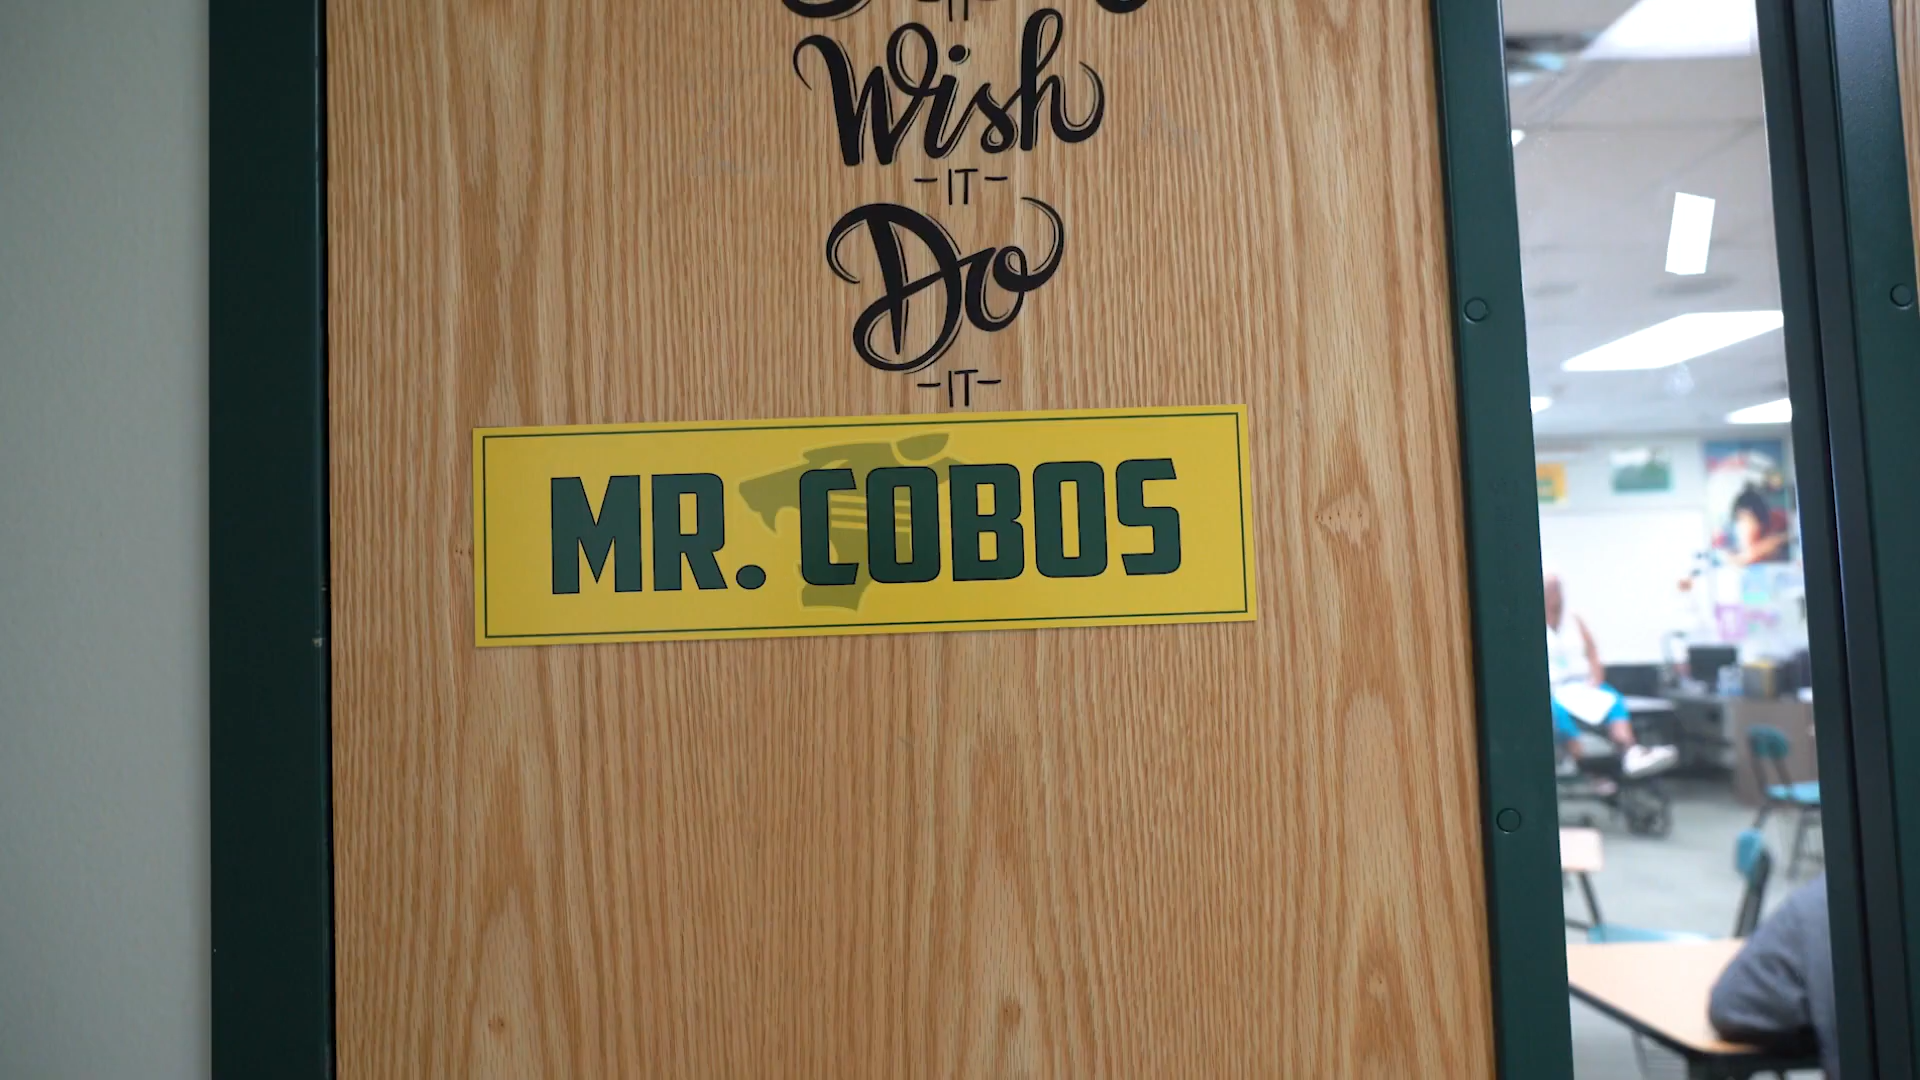 Wish
-IT-
Do
-IT-
MR. COBOS